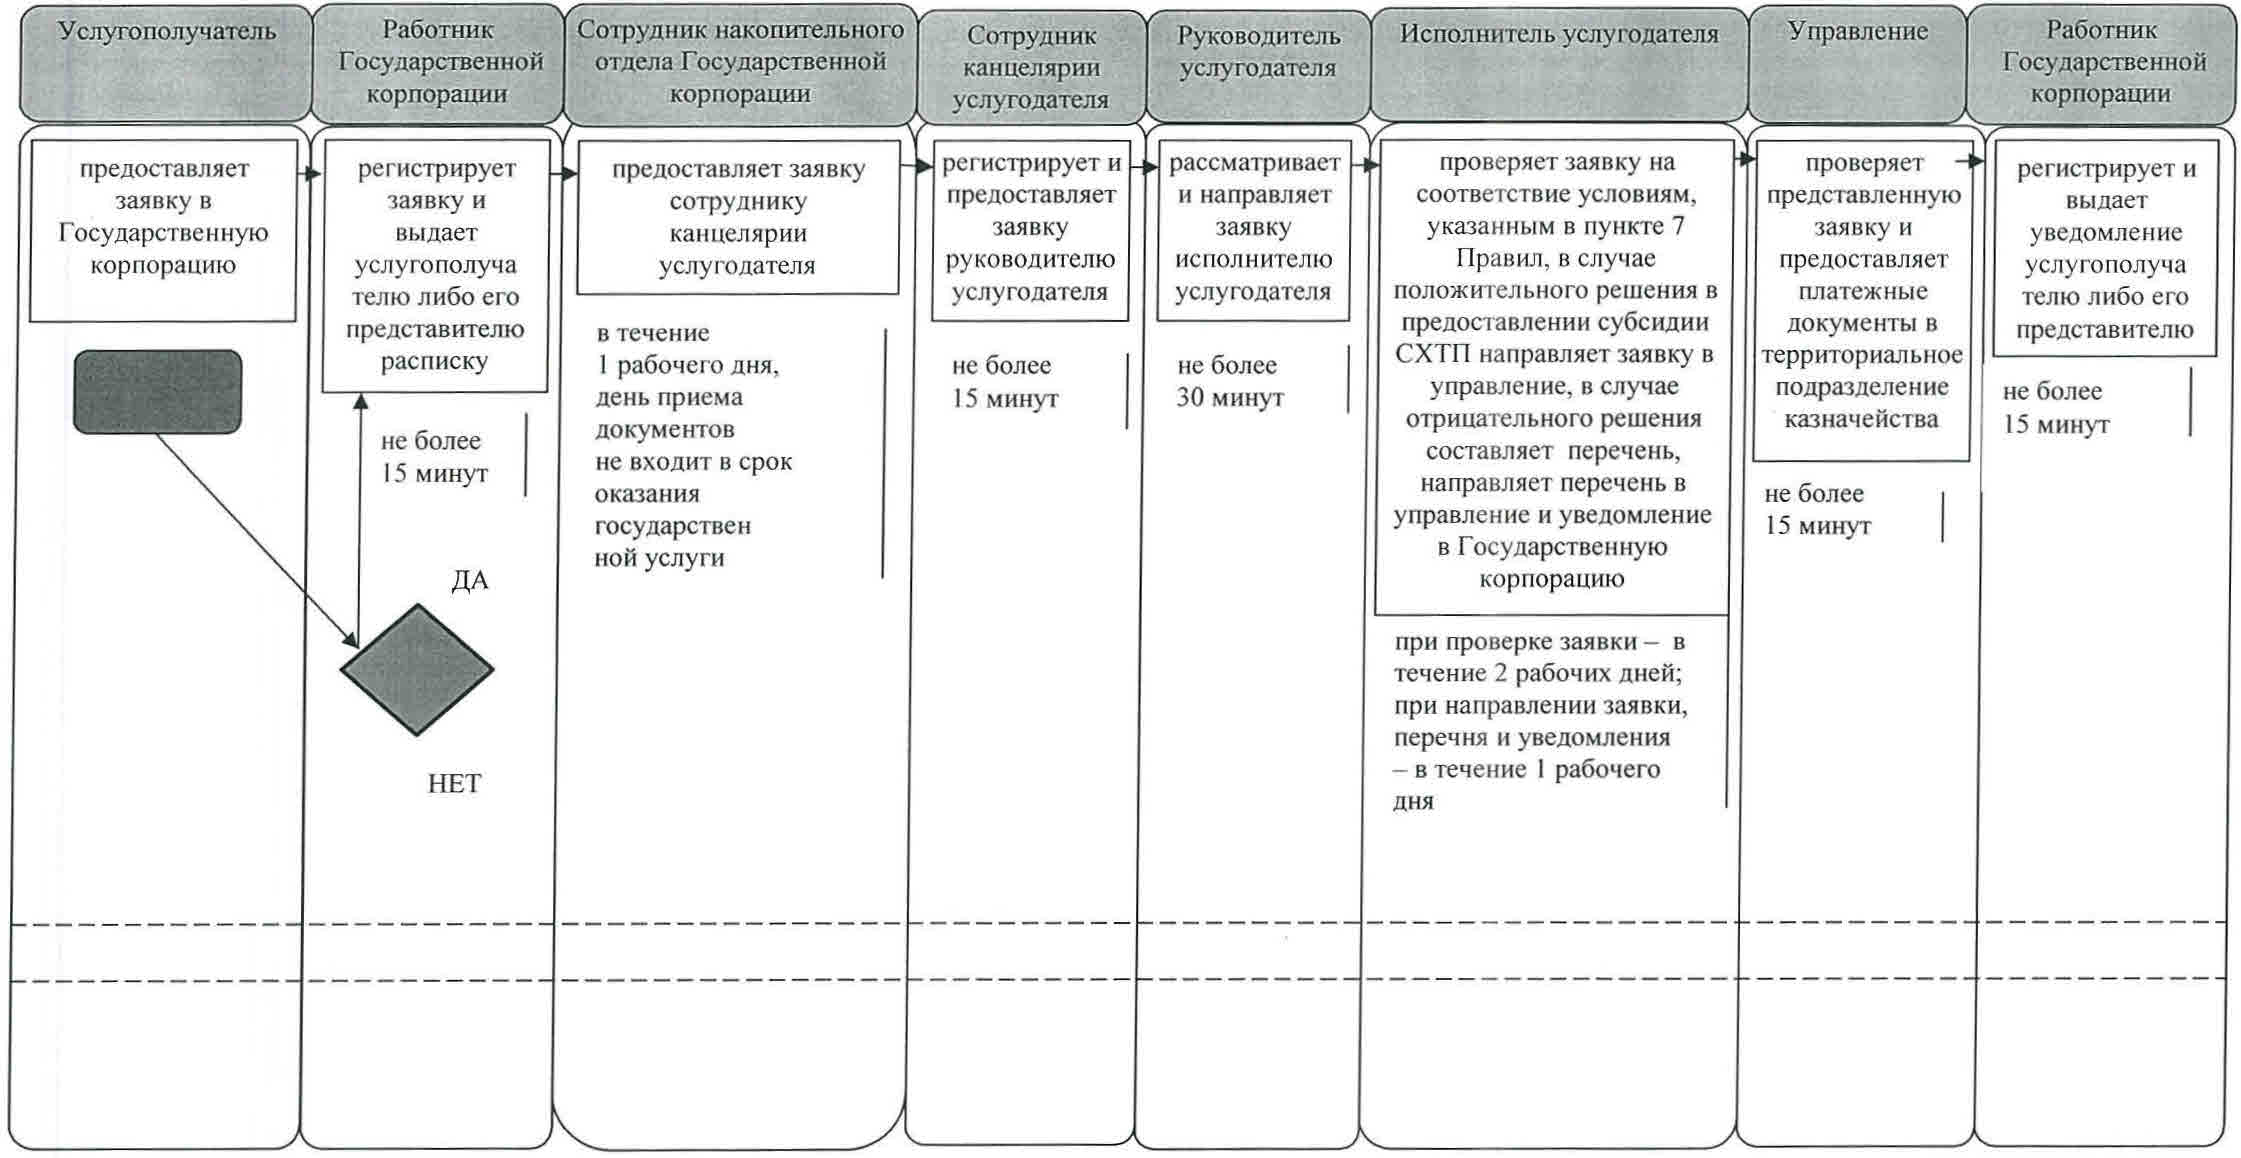 Услугополучатель
Работник
Государственной
корпорации
Сотрудник накопительного
отдела Государственной
корпорации
Сотрудник
канцелярии
услугодателя
Руководитель
услугодателя
Исполнитель услугодателя
Управление
Работник
Государственной
корпорации
предоставляет
заявку в
Государственную
корпорацию
регистрирует
заявку и
выдает
услугополуча
телю либо его
представителю
расписку
не более
15 минут
ДА
НЕТ
предоставляет заявку
сотруднику
канцелярии
услугодателя
в течение
1 рабочего дня,
день приема
документов
не входит в срок
оказания
государствен
ной услуги
регистрирует и
предоставляет
заявку
руководителю
услугодателя
не более
15 минут
рассматривает
и направляет
заявку
исполнителю
услугодателя
не более
30 минут
проверяет заявку на
соответствие условиям,
указанным в пункте 7
Правил, в случае
положительного решения в
предоставлении субсидии
СХТП направляет заявку в
управление, в случае
отрицательного решения
составляет перечень,
направляет перечень в
управление и уведомление
в Государственную
корпорацию
при проверке заявки – в
течение 2 рабочих дней;
при направлении заявки,
перечня и уведомления
– в течение 1 рабочего
дня
проверяет
представленную
заявку и
предоставляет
платежные
документы в
территориальное
подразделение
казначейства
не более
15 минут
регистрирует и
выдает
уведомление
услугополуча
телю либо его
представителю
не более
15 минут